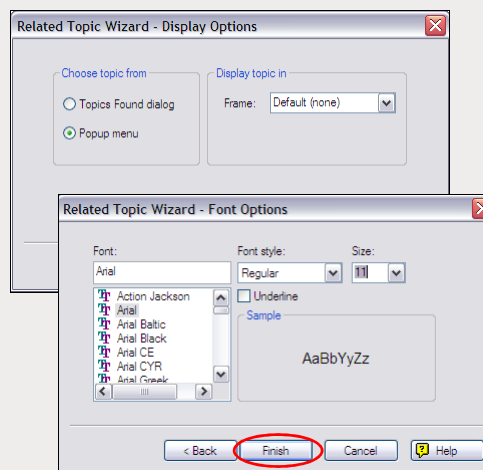 Related Topic Wizard - Display Options
Choose topic from
Display topic in
Topics Found dialog
Frame: Default (none)
Popup menu
Related Topic Wizard - Font Options
Font: Font style: Size:
Arial Regular 11
Action Jackson
Underline
Arial
Sample
Arial Baltic
Arial Black
Arial CE
AaBbYyZz
Arial CYR
Arial Greek
< Back Finish Cancel Help